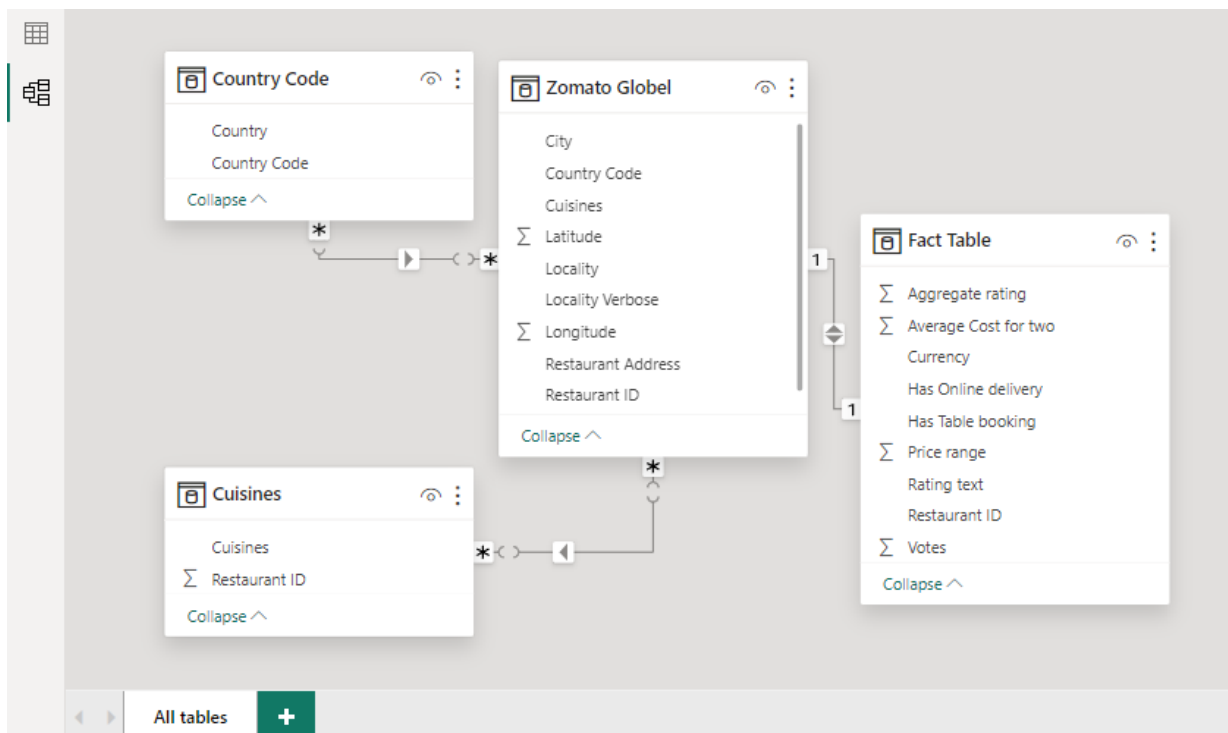 Country Code
Country
Country Code
Collapse
*
*
Zomato Globel
City
Country Code
Cuisines
Σ Latitude
Locality
Locality Verbose
Σ Longitude
Restaurant Address
Restaurant ID
Collapse
1
1
*
*
Fact Table
Σ Aggregate rating
Σ Average Cost for two
Currency
Has Online delivery
Has Table booking
Σ Price range
Rating text
Restaurant ID
Σ Votes
Collapse
Cuisines
Cuisines
Σ Restaurant ID
Collapse
All tables
+